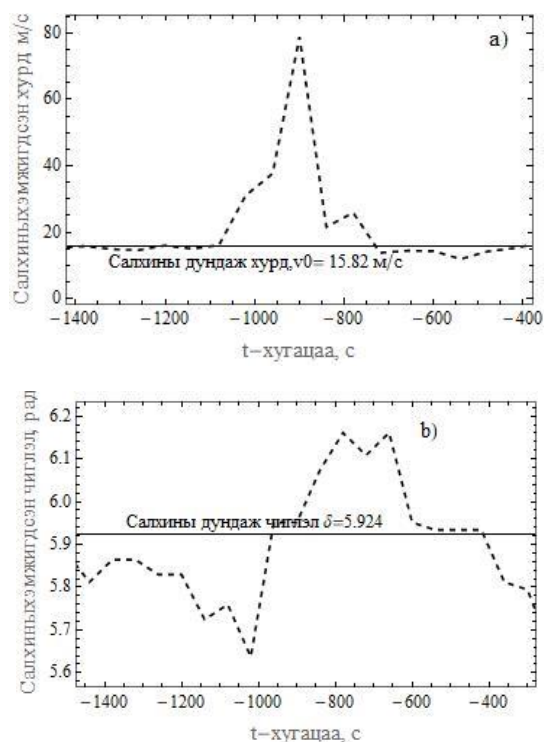 a)
Салхиныхэмжигдсэн хурд м/с
80
60
40
20
0
Салхины дундаж хурд,v0= 15.82 м/с
−1400 −1200 −1000 −800 −600 −400
t−хугацаа, с
b)
Салхиныхэмжигдсэн чиглэл, рад
6.2
6.1
6.0
5.9
5.8
5.7
5.6
Салхины дундаж чиглэл δ=5.924
−1400 −1200 −1000 −800 −600 −400
t−хугацаа, с